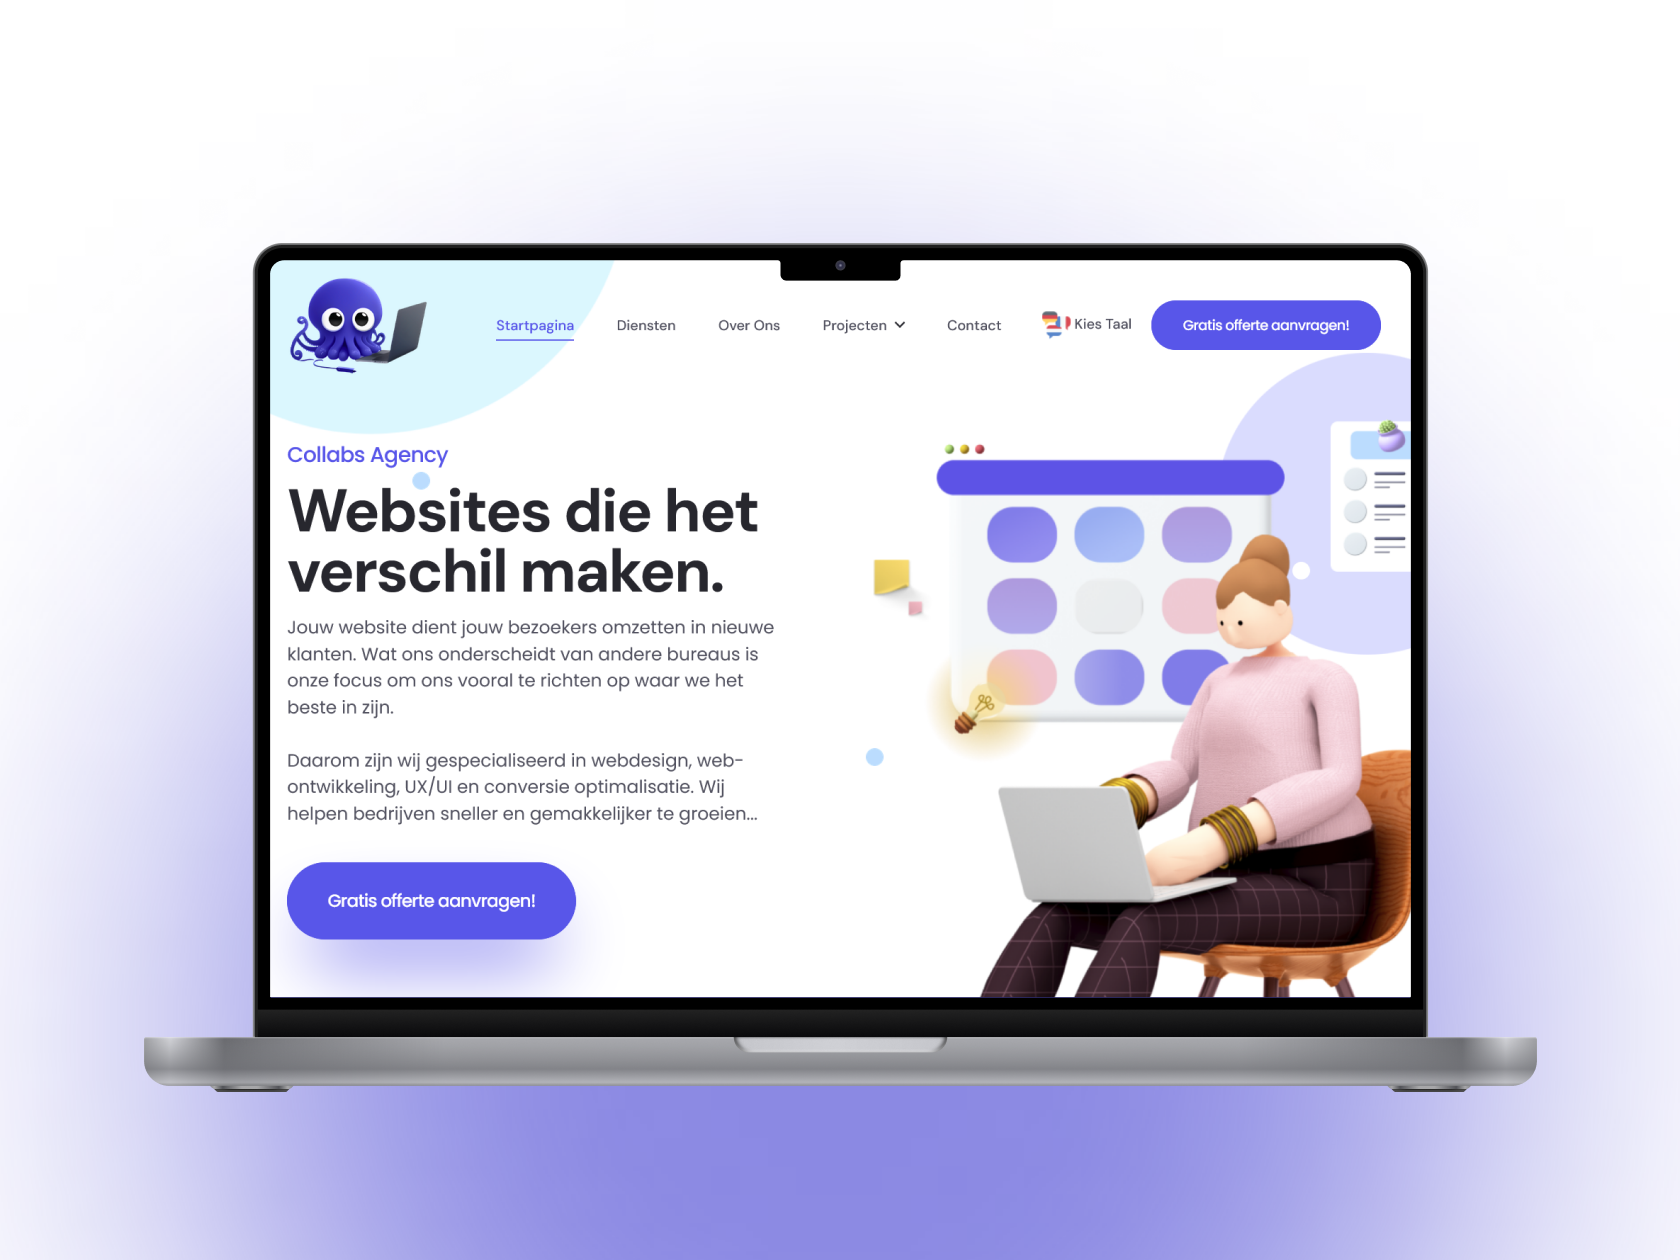 Startpagina
Diensten
Over Ons
Projecten
Contact
Kies Taal
Gratis offerte aanvragen!
Collabs Agency
Websites die het
verschil maken.
Jouw website dient jouw bezoekers omzetten in nieuwe
klanten. Wat ons onderscheidt van andere bureaus is
onze focus om ons vooral te richten op waar we het
beste in zijn.
Daarom zijn wij gespecialiseerd in webdesign, web-
ontwikkeling, UX/UI en conversie optimalisatie. Wij
helpen bedrijven sneller en gemakkelijker te groeien...
Gratis offerte aanvragen!